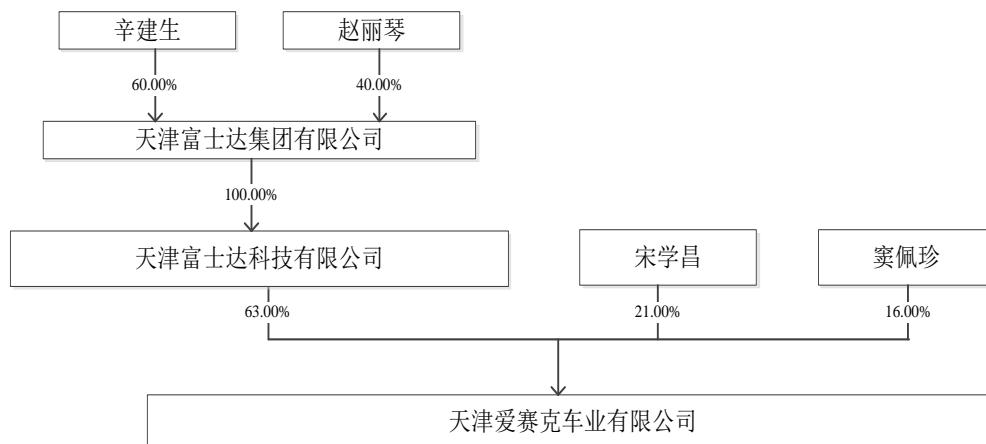 辛建生
赵丽琴
60.00%
40.00%
天津富士达集团有限公司
100.00%
天津富士达科技有限公司
宋学昌
窦佩珍
63.00%
21.00%
16.00%
天津爱赛克车业有限公司